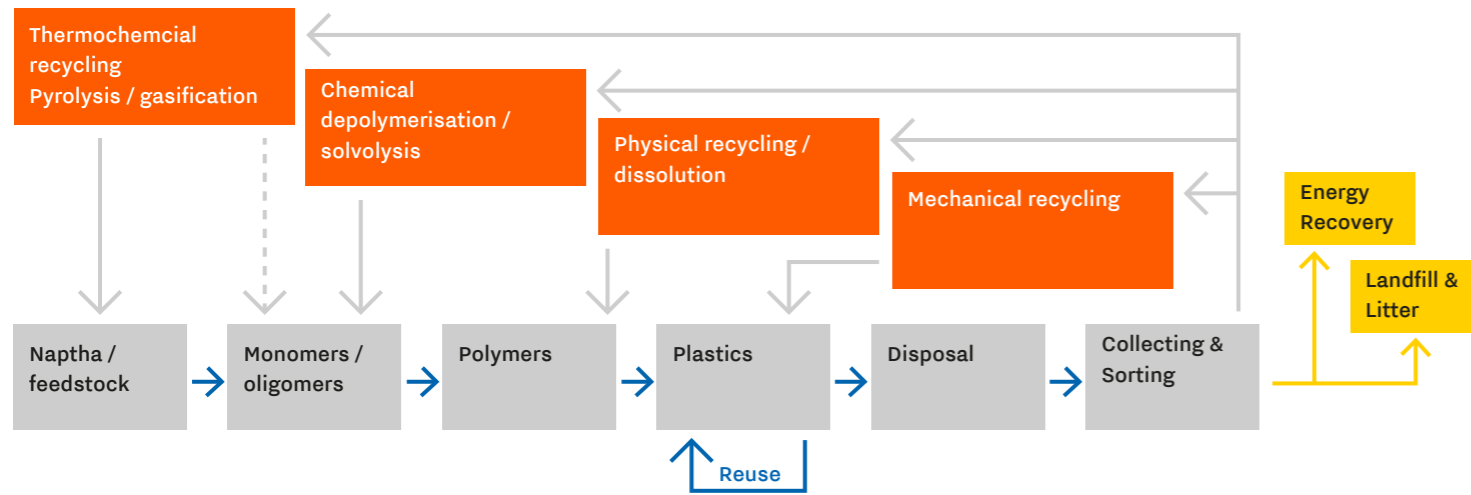 Thermochemcial
recycling
Pyrolysis / gasification
Chemical
depolymerisation /
solvolysis
Physical recycling /
dissolution
Mechanical recycling
Energy
Recovery
Landfill &
Litter
Naptha /
feedstock
Monomers /
oligomers
Polymers
Plastics
Disposal
Collecting &
Sorting
Reuse